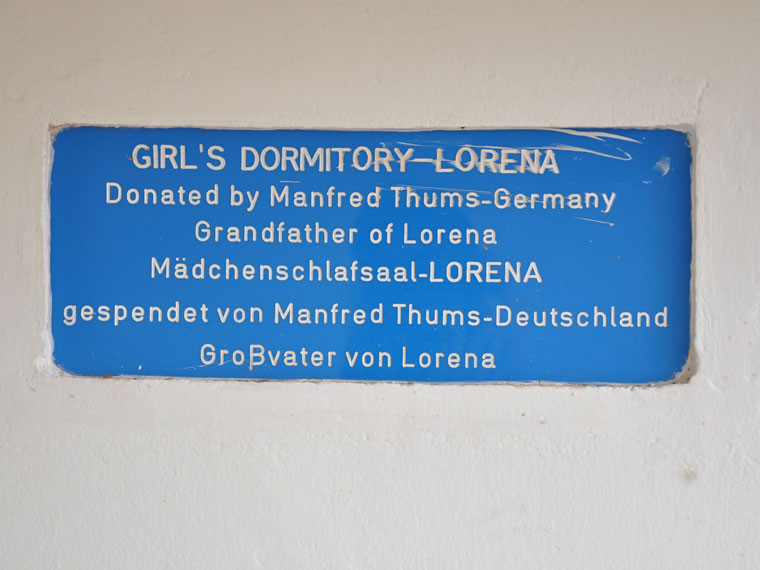 GIRL'S DORMITORY-LORENA
Donated by Manfred Thums-Germany
Grandfather of Lorena
Mädchenschlafsaal-LORENA
gespendet von Manfred Thums-Deutschland
Großvater von Lorena